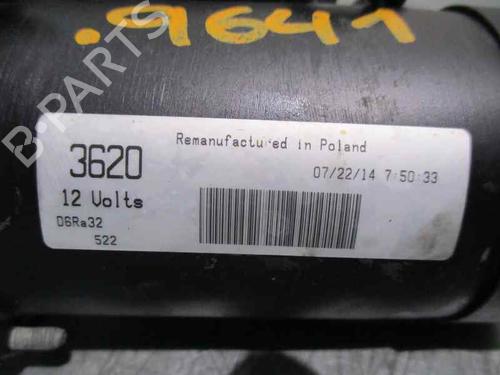 .9641
B-PARTS
Remanufactured in Poland
3620
07/22/14 7:50:33
12 Volts
D6Ra32
522